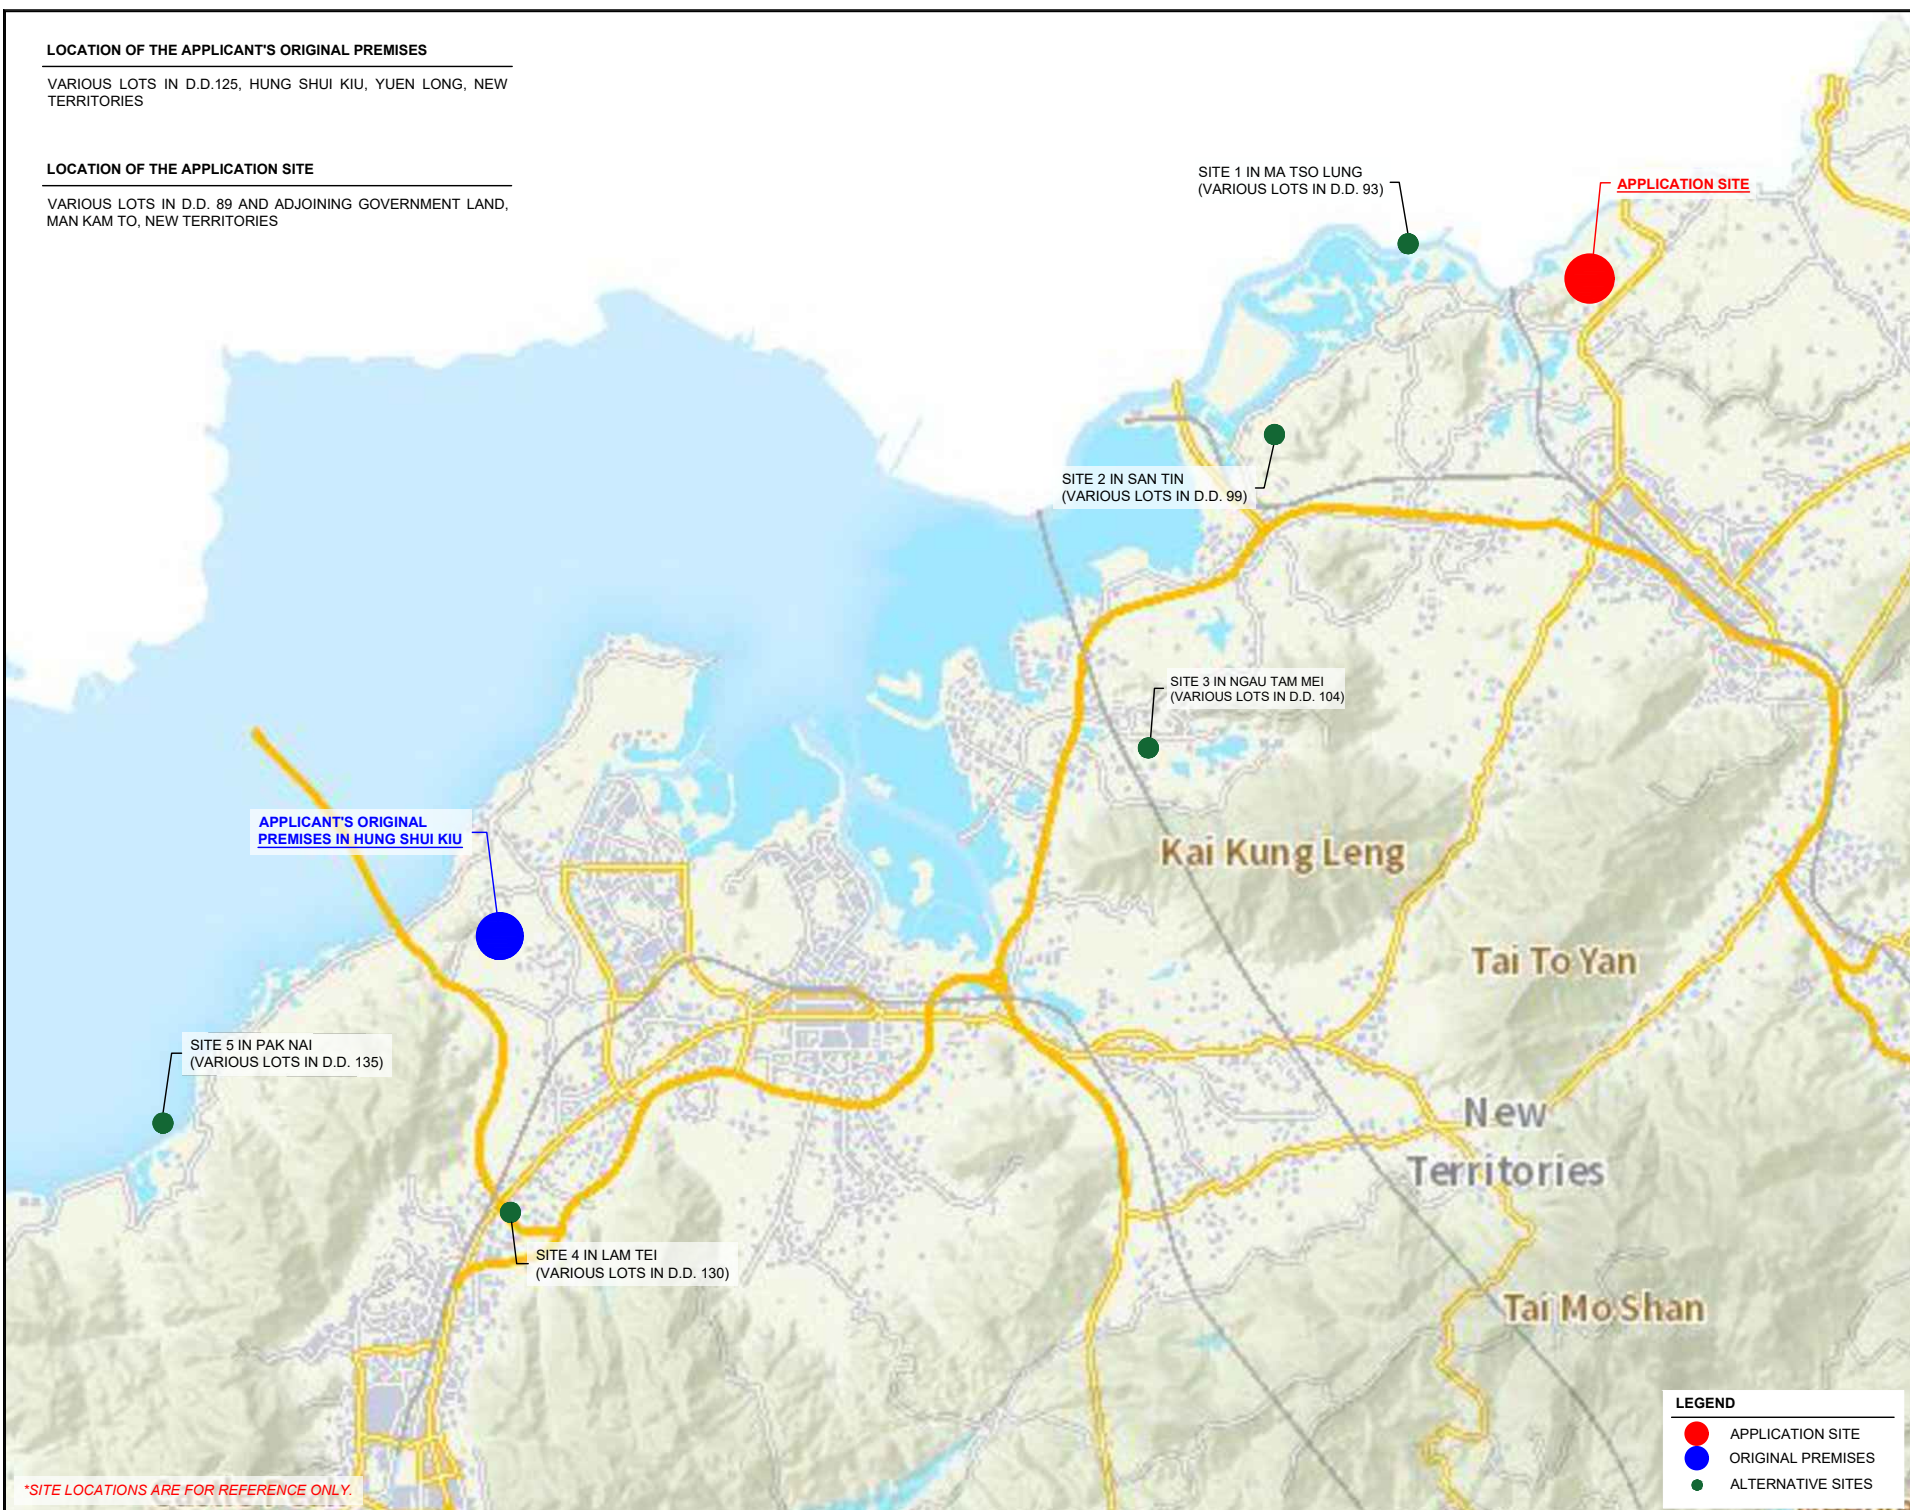 LOCATION OF THE APPLICANT'S ORIGINAL PREMISES
VARIOUS LOTS IN D.D.125, HUNG SHUI KIU, YUEN LONG, NEW
TERRITORIES
LOCATION OF THE APPLICATION SITE
VARIOUS LOTS IN D.D. 89 AND ADJOINING GOVERNMENT LAND,
MAN KAM TO, NEW TERRITORIES
SITE 1 IN MA TSO LUNG
(VARIOUS LOTS IN D.D. 93)
APPLICATION SITE
SITE 2 IN SAN TIN
(VARIOUS LOTS IN D.D. 99)
SITE 3 IN NGAU TAM MEI
(VARIOUS LOTS IN D.D. 104)
APPLICANT'S ORIGINAL
PREMISES IN HUNG SHUI KIU
Kai Kung Leng
Tai To Yan
SITE 5 IN PAK NAI
(VARIOUS LOTS IN D.D. 135)
New
Territories
SITE 4 IN LAM TEI
(VARIOUS LOTS IN D.D. 130)
Tai Mo Shan
LEGEND
APPLICATION SITE
ORIGINAL PREMISES
ALTERNATIVE SITES
*SITE LOCATIONS ARE FOR REFERENCE ONLY.